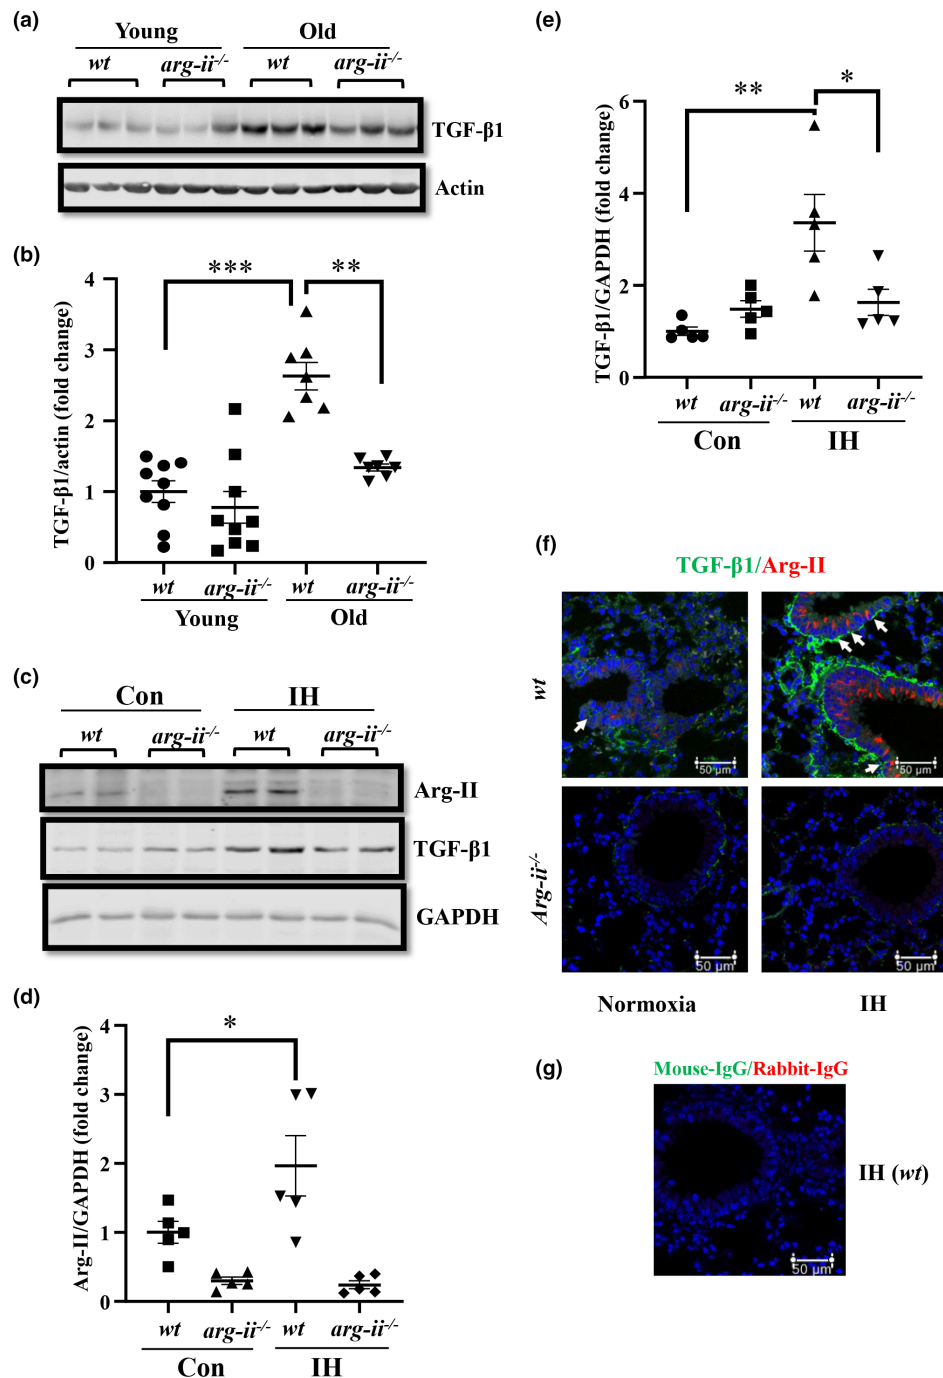 (a)
Young Old
wt arg-ii-/- wt arg-ii-/-
TGF-β1
Actin
(b)
TGF-β1/actin (fold change)
4
3
2
1
0
*** **
wt arg-ii-/- wt arg-ii-/-
Young Old
(c)
Con IH
wt arg-ii-/- wt arg-ii-/-
Arg-II
TGF-β1
GAPDH
(d)
Arg-II/GAPDH (fold change)
4
3
2
1
0
*
wt arg-ii-/- wt arg-ii-/-
Con IH
(e)
TGF-β1/GAPDH (fold change)
6
4
2
0
** *
wt arg-ii-/- wt arg-ii-/-
Con IH
(f)
TGF-β1/Arg-II
wt
50 µm 50 µm
Arg-ii-/-
50 µm 50 µm
Normoxia IH
(g)
Mouse-IgG/Rabbit-IgG
IH (wt)
50 µm